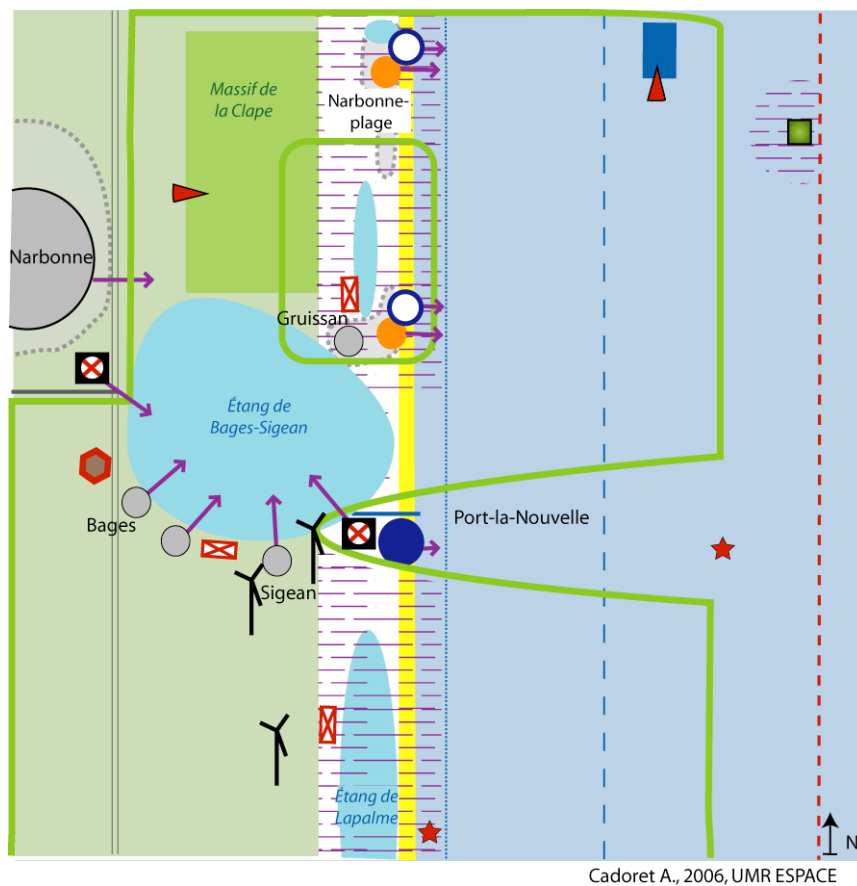 Massif de
la Clape
Narbonne-
plage
Narbonne
Gruissan
Étang de
Bages-Sigean
Bages
Port-la-Nouvelle
Sigean
Étang de
Lapalme
N
Cadoret A., 2006, UMR ESPACE